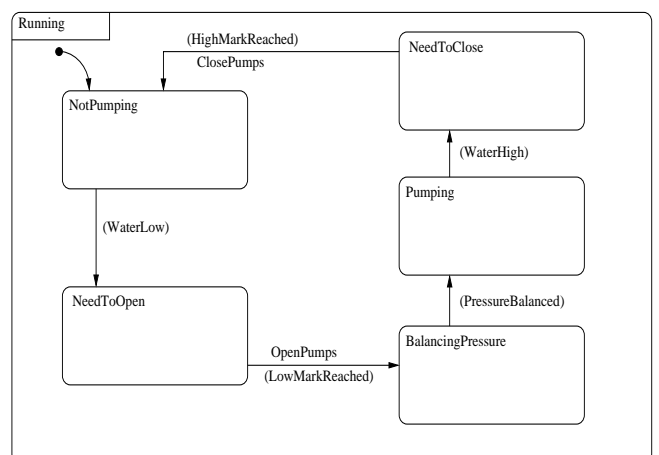 Running
(HighMarkReached)
ClosePumps
NeedToClose
NotPumping
(WaterHigh)
Pumping
(WaterLow)
NeedToOpen
(PressureBalanced)
BalancingPressure
OpenPumps
(LowMarkReached)